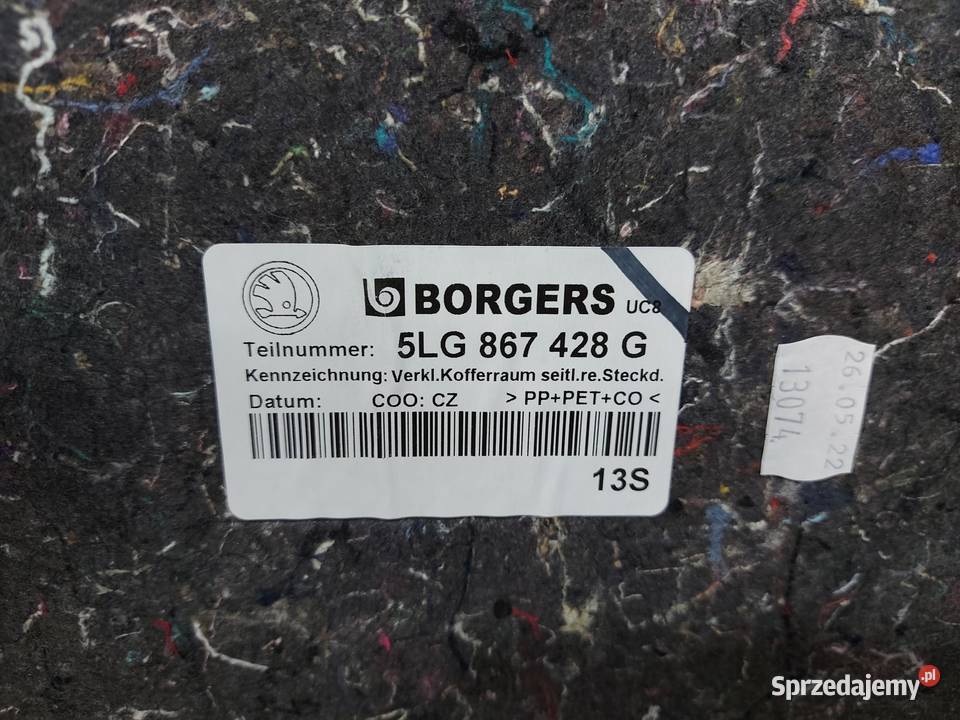 BORGERS UC8
Teilnummer: 5LG 867 428 G
Kennzeichnung: Verkl.Kofferraum seitl.re.Steckd.
Datum: COO: CZ > PP+PET+CO <
13S
26.05.22
13074
Sprzedajemy.pl